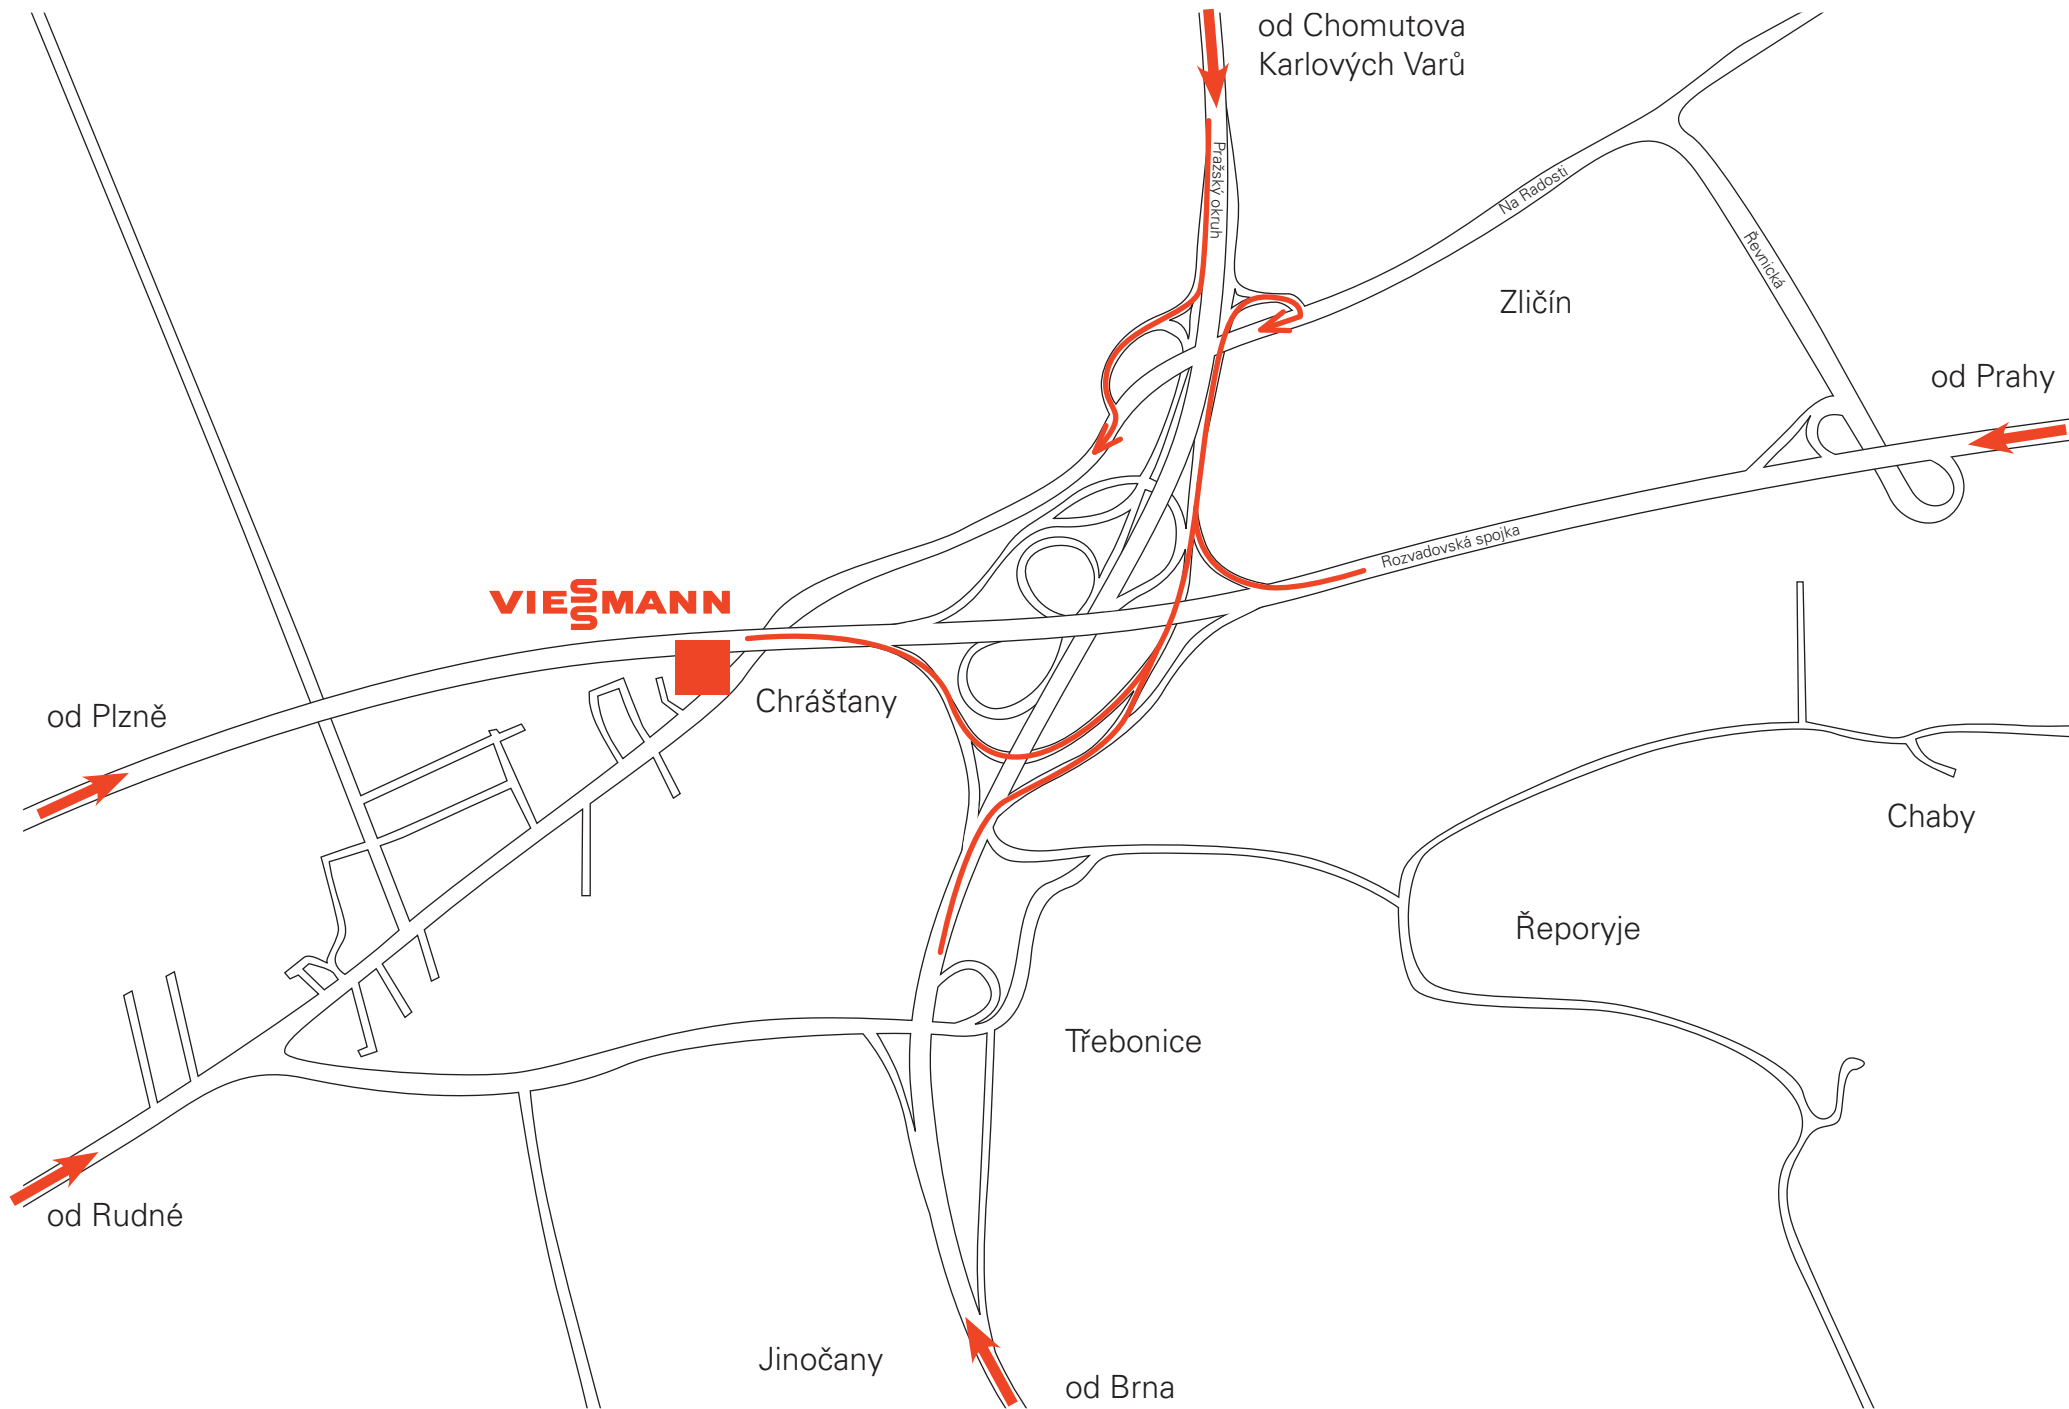 od Chomutova
Karlových Varů
Pražský okruh
Na Radosti
Řevnická
Zličín
od Prahy
Rozvadovská spojka
VIESSMANN
Chrášťany
od Plzně
Chaby
Řeporyje
Třebonice
od Rudné
Jinočany
od Brna